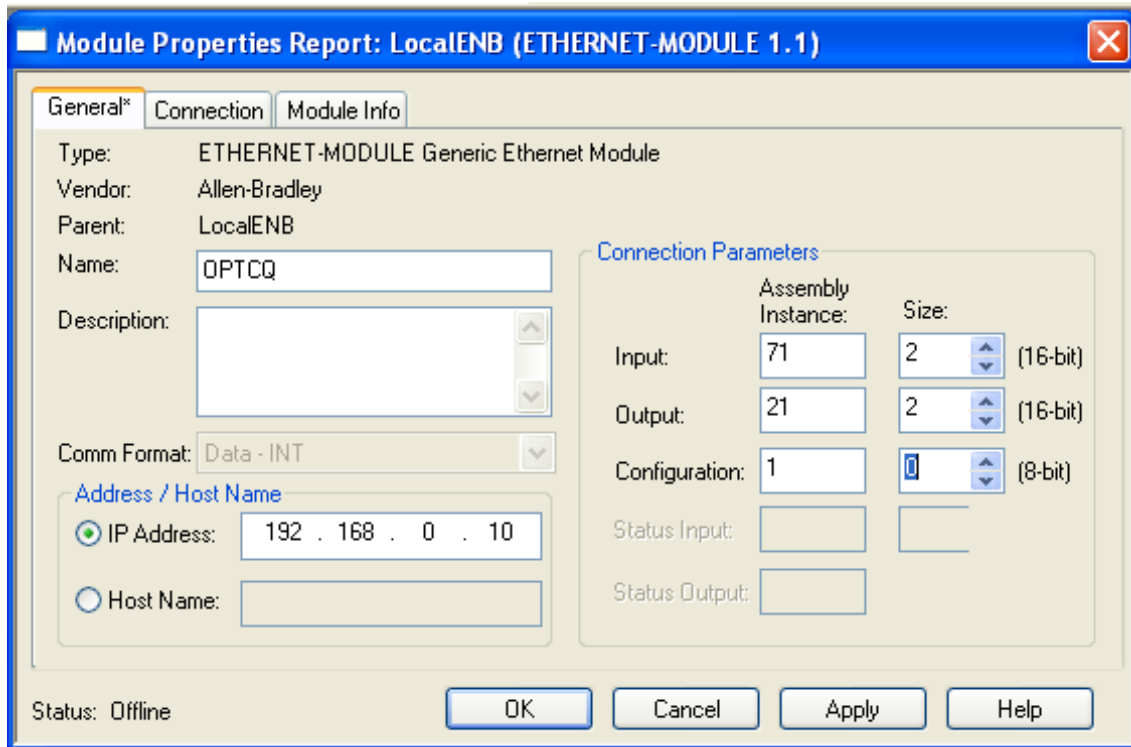 Module Properties Report: LocalENB (ETHERNET-MODULE 1.1)
General* Connection Module Info
Type: ETHERNET-MODULE Generic Ethernet Module
Vendor: Allen-Bradley
Parent: LocalENB
Name: OPTCQ
Description:
Comm Format: Data - INT
Address / Host Name
IP Address: 192 . 168 . 0 . 10
Host Name:
Connection Parameters
Assembly
Instance: Size:
Input: 71 2 (16-bit)
Output: 21 2 (16-bit)
Configuration: 1 0 (8-bit)
Status Input:
Status Output:
Status: Offline OK Cancel Apply Help